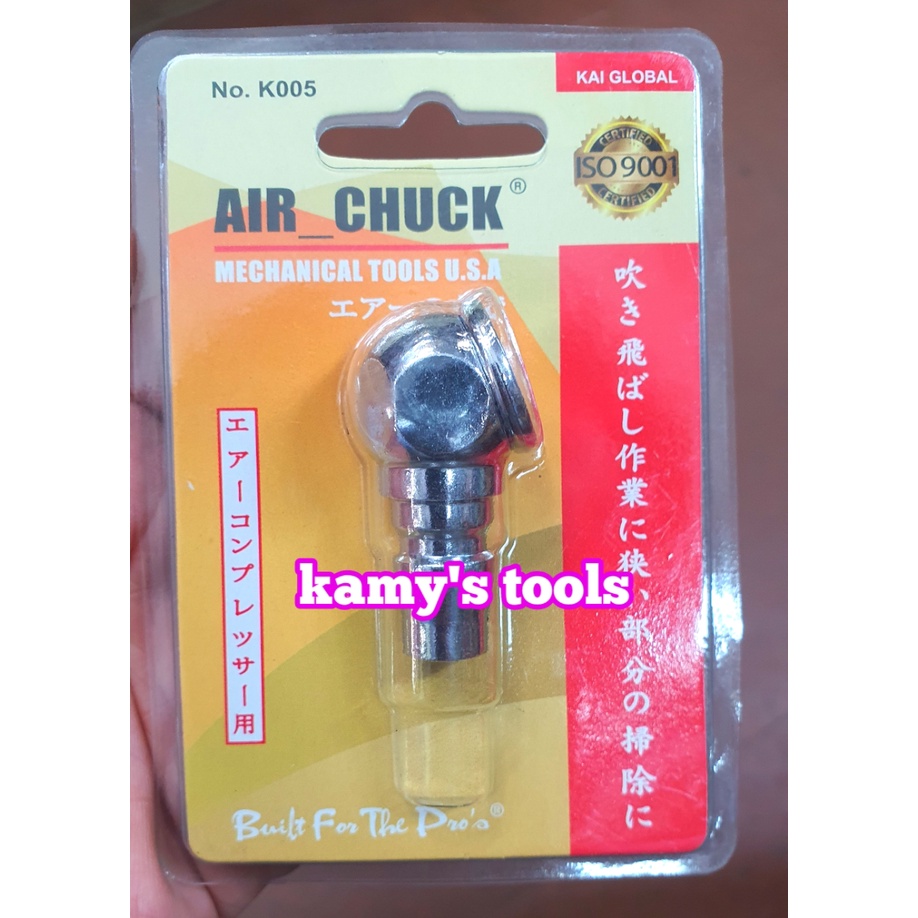 No. K005
KAI GLOBAL
CERTIFIED
ISO 9001
CERTIFIED
AIR_CHUCK®
MECHANICAL TOOLS U.S.A
エアー
エアーコンプレッサー用
吹き飛ばし作業に狭い部分の掃除に
kamy's tools
Built For The Pro's®